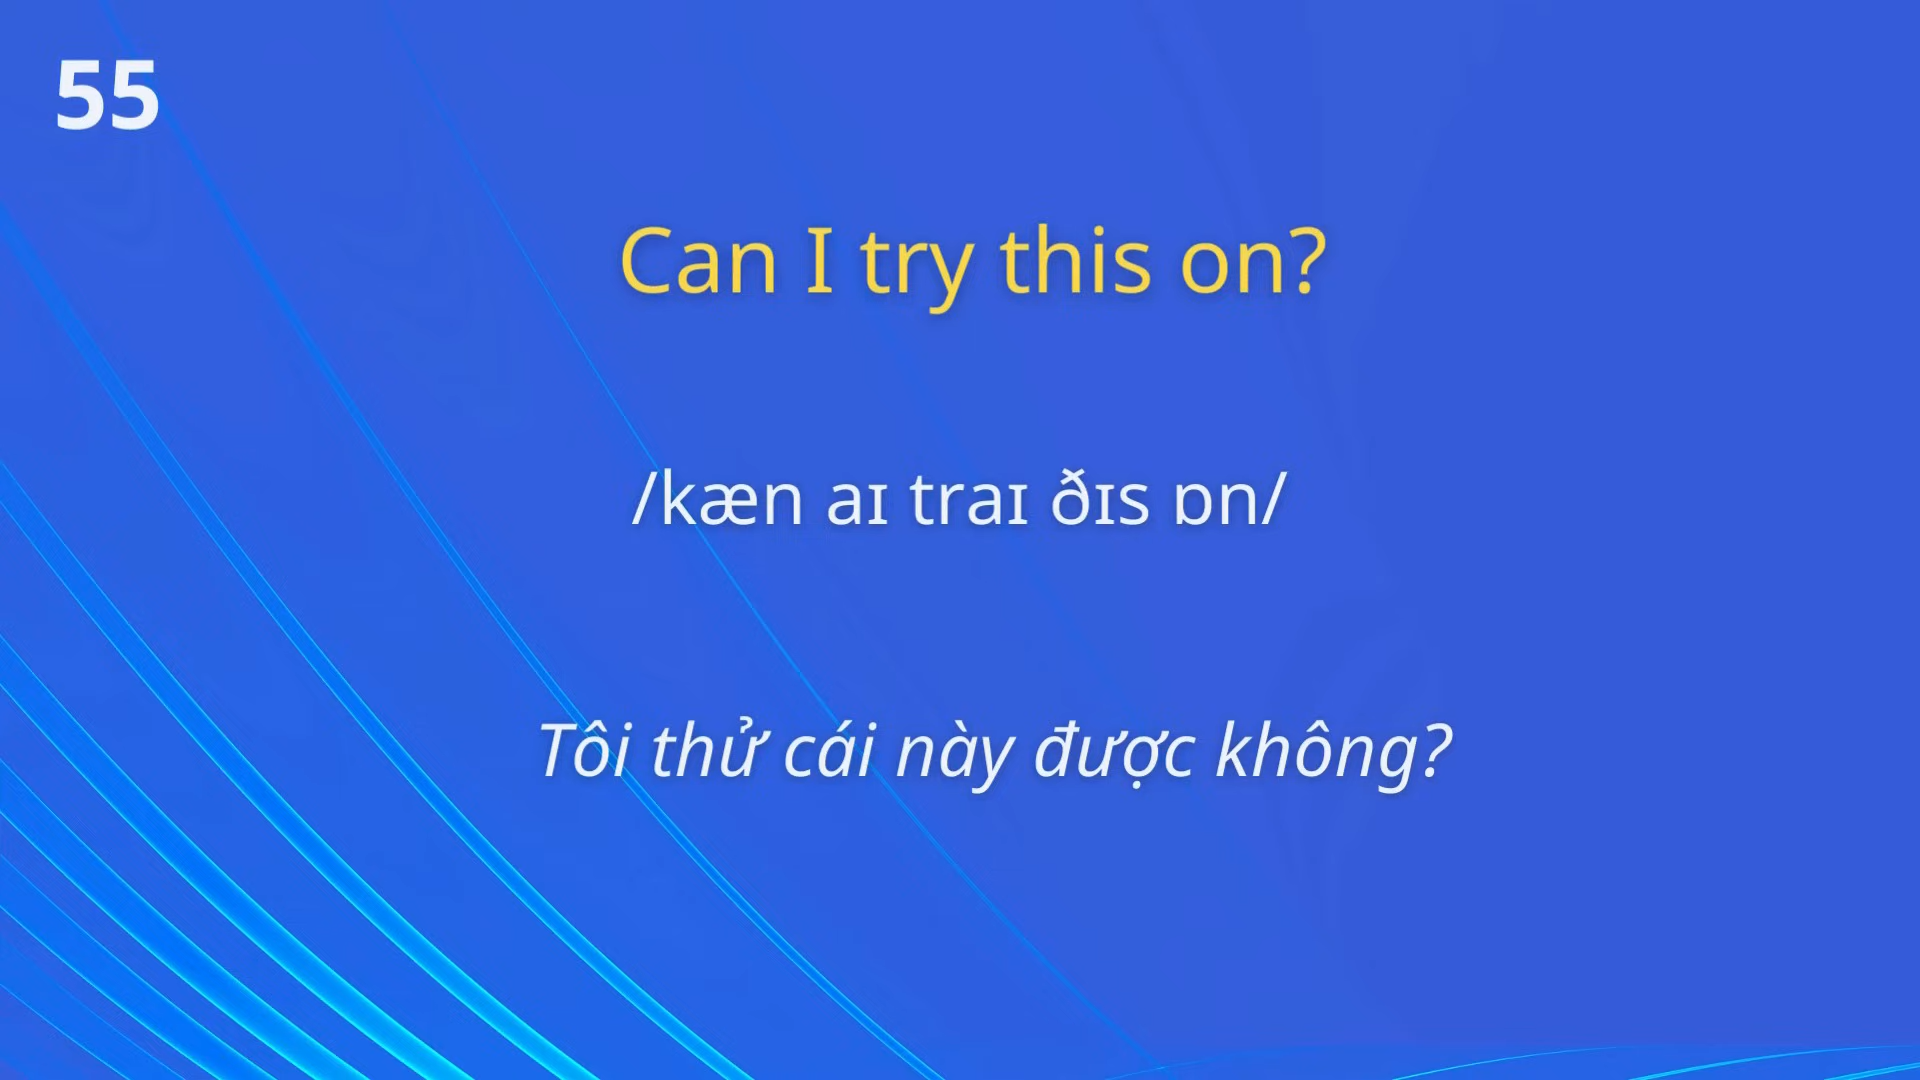 55
Can I try this on?
/kæn aɪ traɪ ðɪs ɒn/
Tôi thử cái này được không?